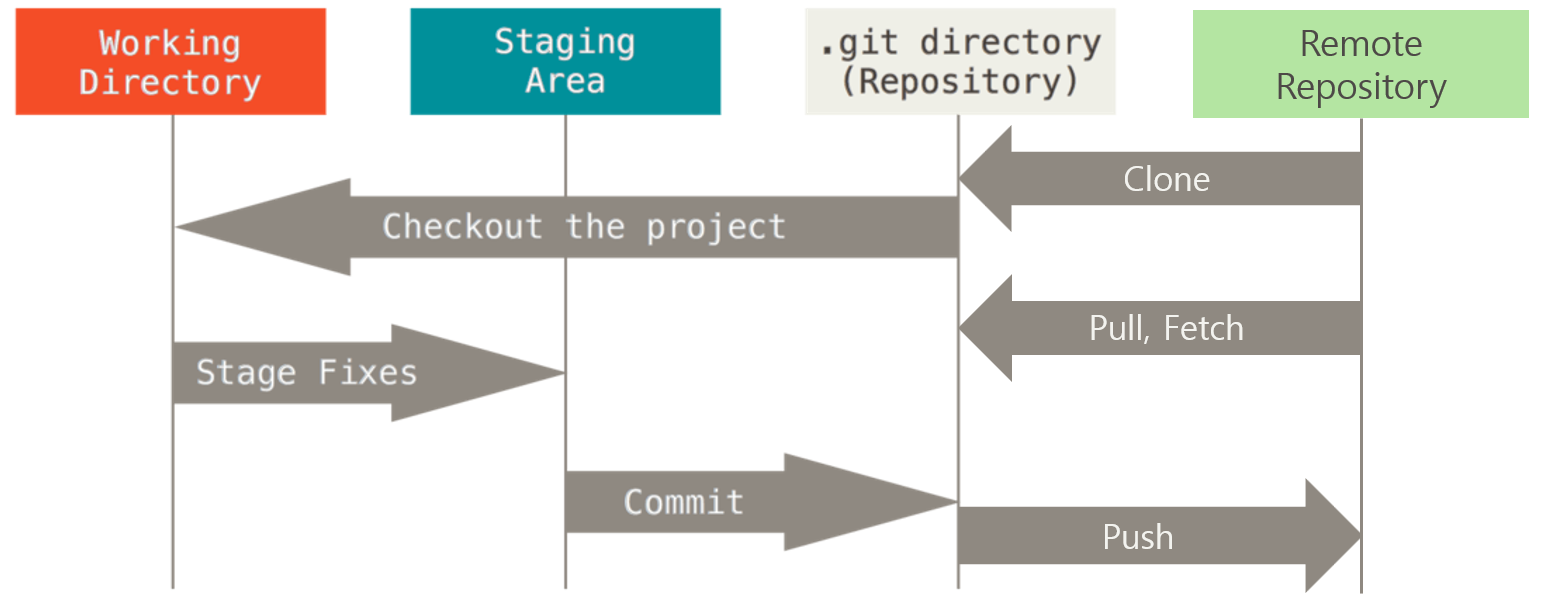 Working
Directory
Staging
Area
.git directory
(Repository)
Remote
Repository
Clone
Checkout the project
Pull, Fetch
Stage Fixes
Commit
Push